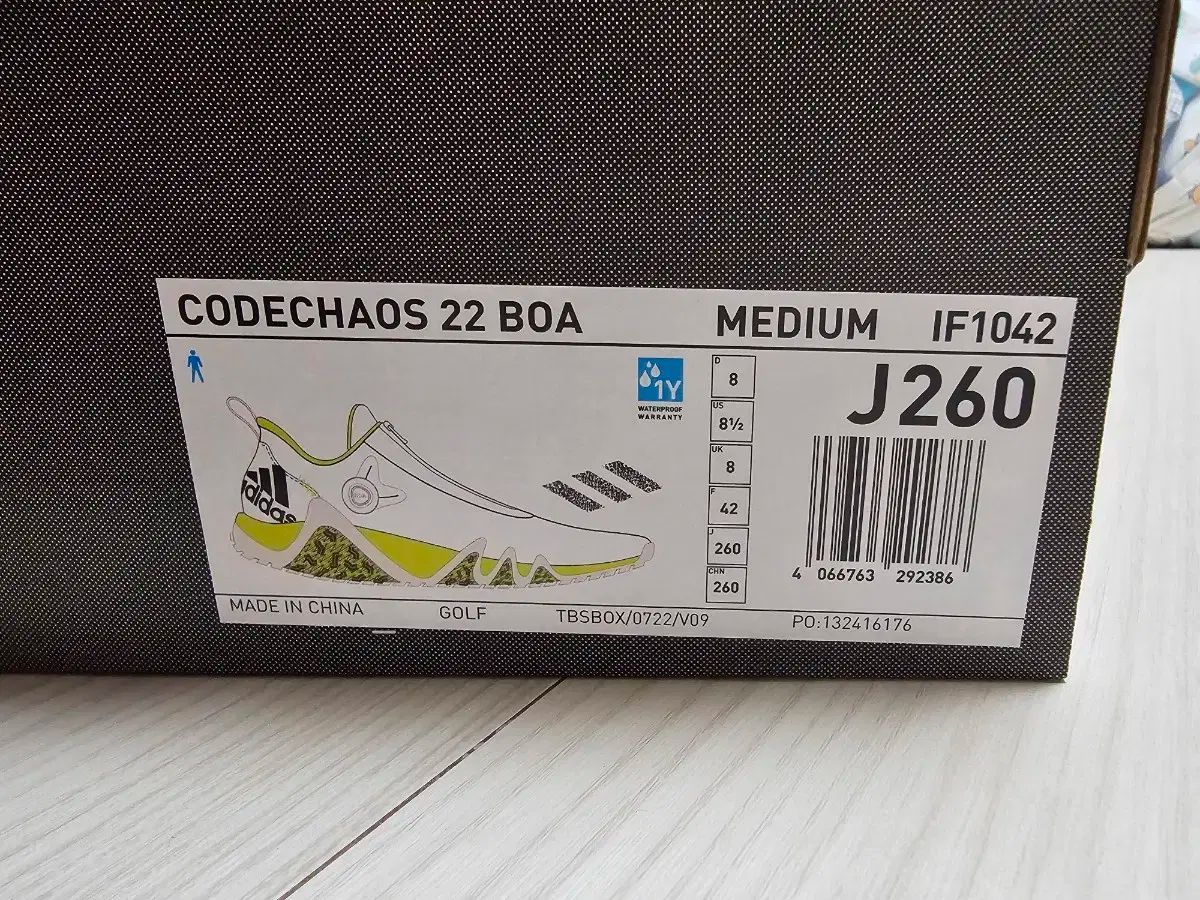 CODECHAOS 22 BOA MEDIUM IF1042
J260
1Y
WATERPROOF
WARRANTY
D
8
US
8½
UK
8
F
42
J
260
CHN
260
adidas
BOA
4 066763 292386
MADE IN CHINA GOLF TBSBOX/0722/V09 PO:132416176